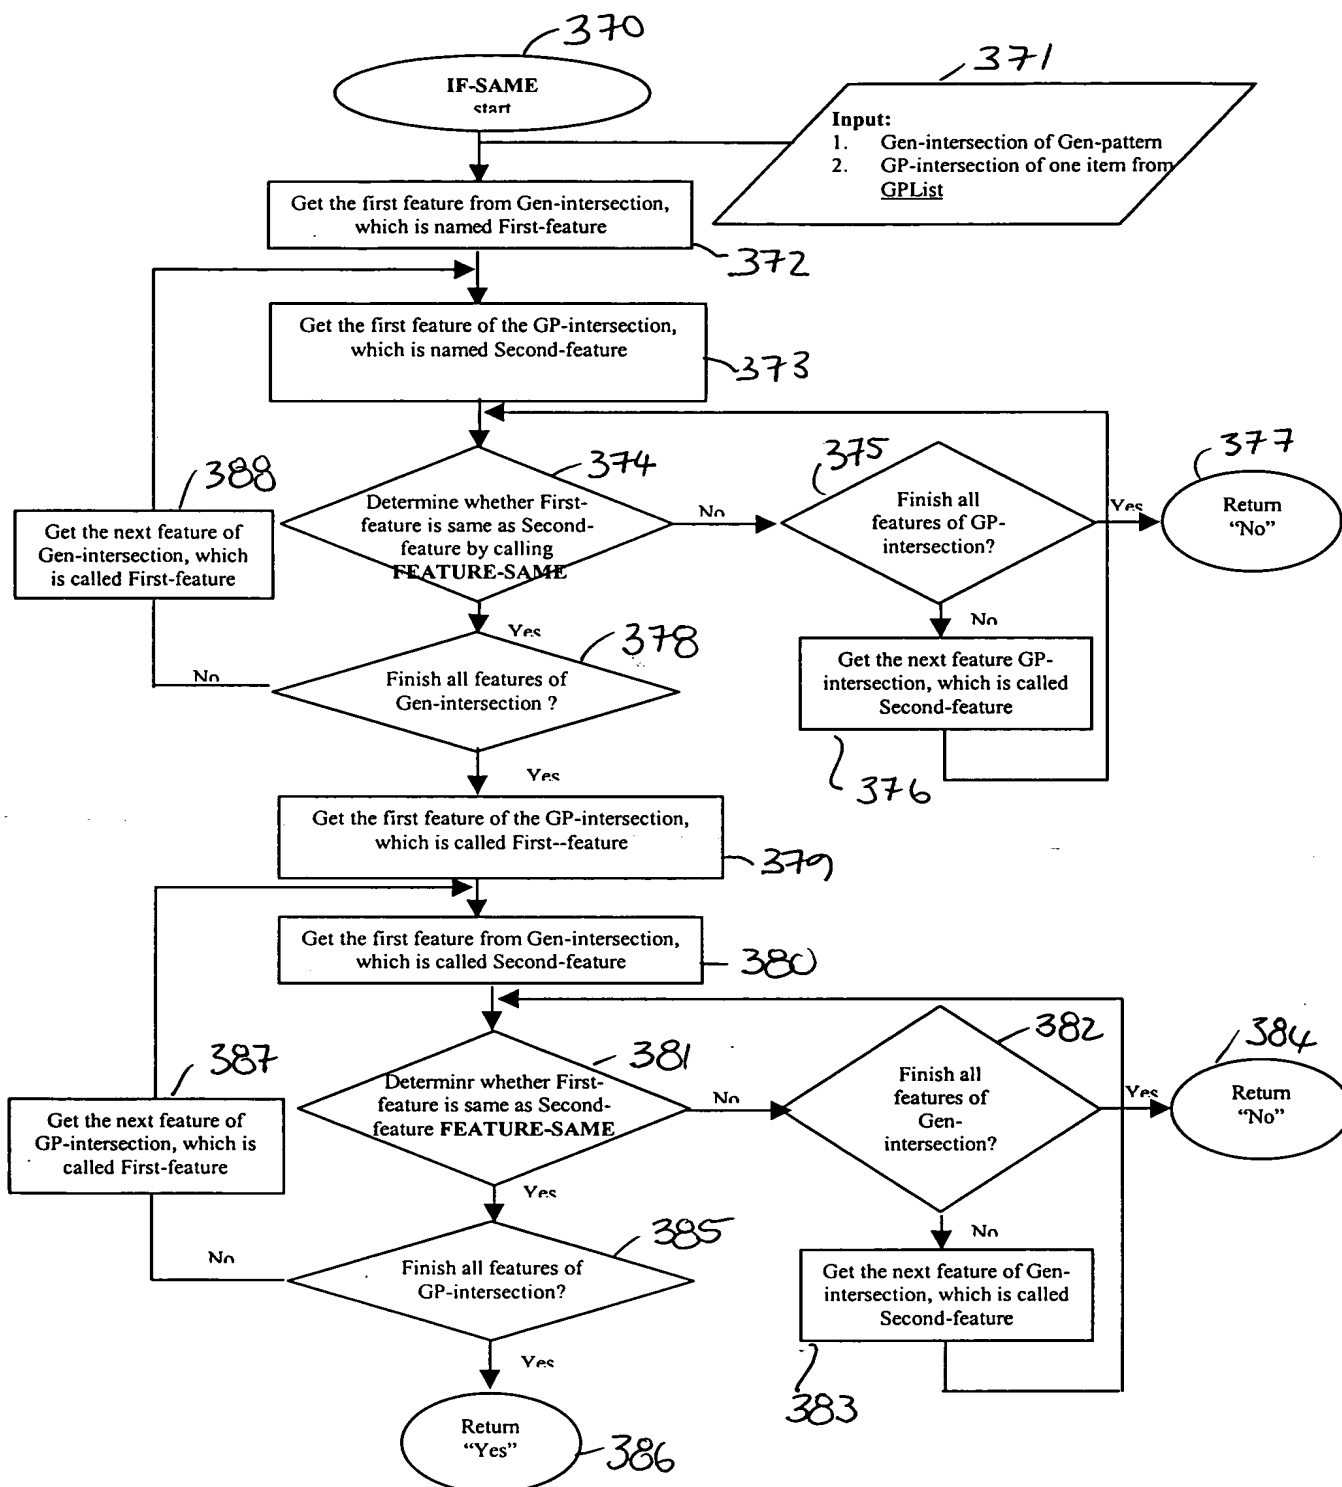 370
IF-SAME
start
371
Input:
1. Gen-intersection of Gen-pattern
2. GP-intersection of one item from
GPList
Get the first feature from Gen-intersection,
which is named First-feature
372
Get the first feature of the GP-intersection,
which is named Second-feature
373
388
Get the next feature of
Gen-intersection, which
is called First-feature
374
Determine whether First-
feature is same as Second-
feature by calling
FEATURE-SAME
No
375
Finish all
features of GP-
intersection?
Yes
377
Return
“No”
Yes
No
378
Finish all features of
Gen-intersection ?
No
Get the next feature GP-
intersection, which is called
Second-feature
376
Yes
Get the first feature of the GP-intersection,
which is called First--feature
379
Get the first feature from Gen-intersection,
which is called Second-feature
380
387
Get the next feature of
GP-intersection, which is
called First-feature
381
Determinr whether First-
feature is same as Second-
feature FEATURE-SAME
No
382
Finish all
features of
Gen-
intersection?
Yes
384
Return
“No”
Yes
No
385
Finish all features of
GP-intersection?
No
Get the next feature of Gen-
intersection, which is called
Second-feature
383
Yes
Return
“Yes”
386